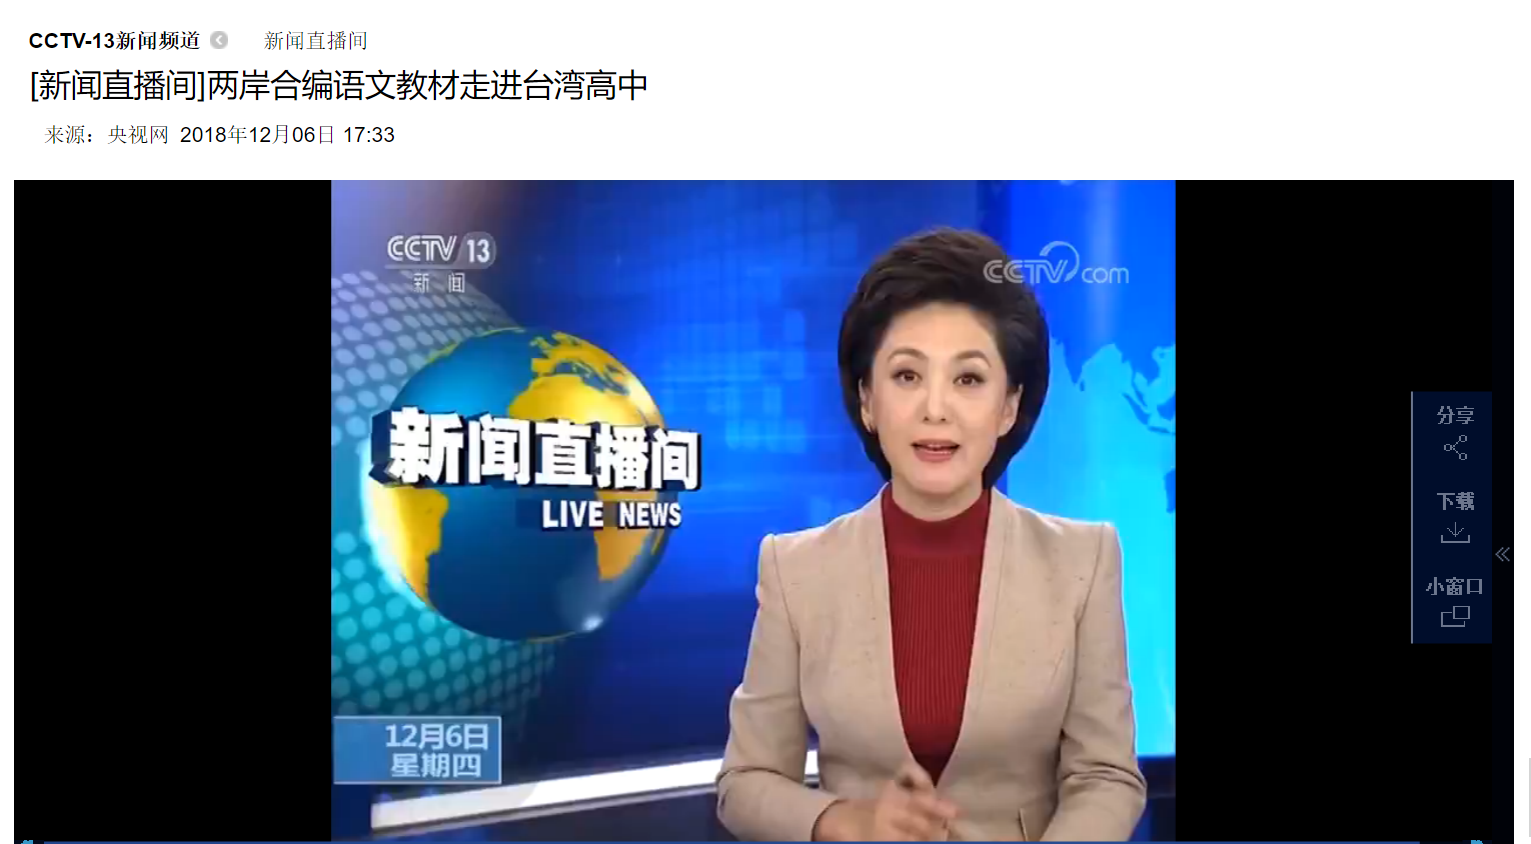 CCTV-13新闻频道 新闻直播间
[新闻直播间]两岸合编语文教材走进台湾高中
来源：央视网 2018年12月06日 17:33
CCTV 13
新闻
CCTV.com
新闻直播间
LIVE NEWS
12月6日
星期四
分享
下载
小窗口